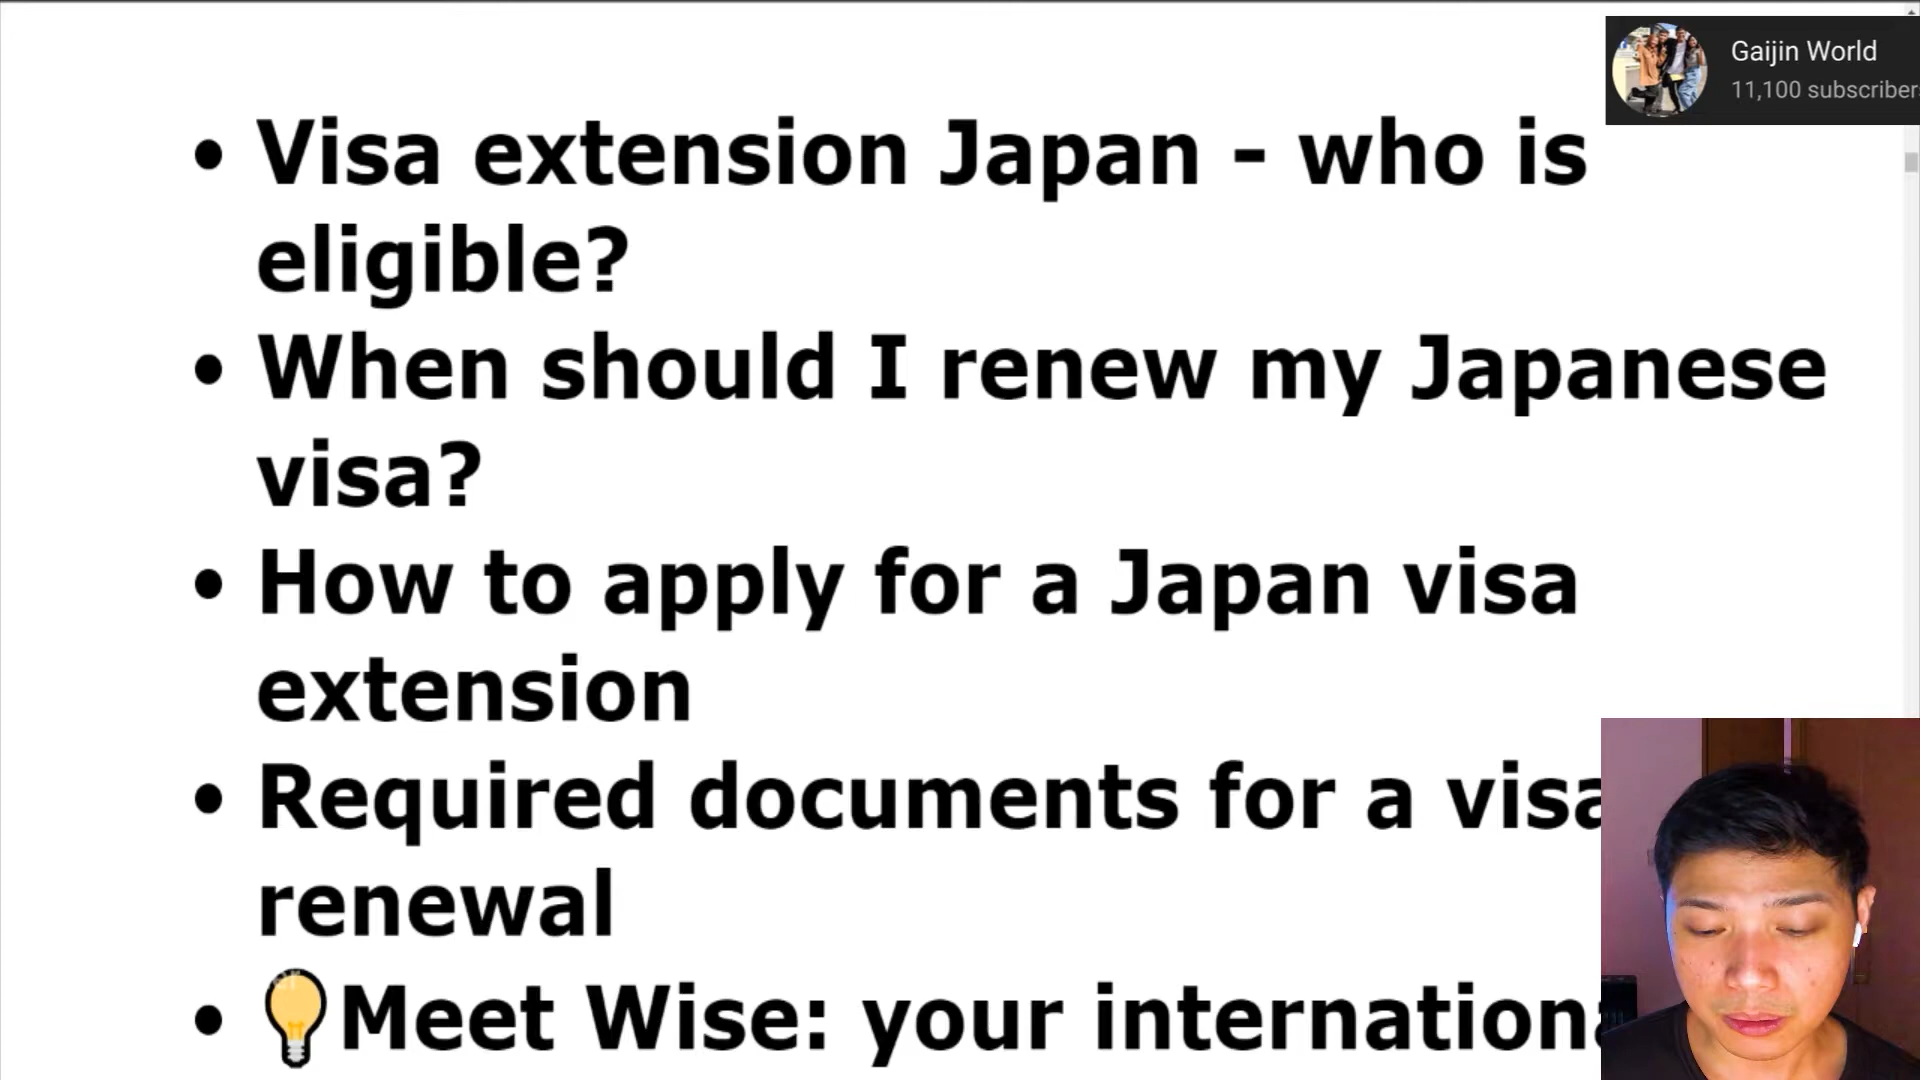 Gaijin World
11,100 subscriber
• Visa extension Japan - who is
eligible?
• When should I renew my Japanese
visa?
• How to apply for a Japan visa
extension
• Required documents for a visa
renewal
• 💡Meet Wise: your internationa